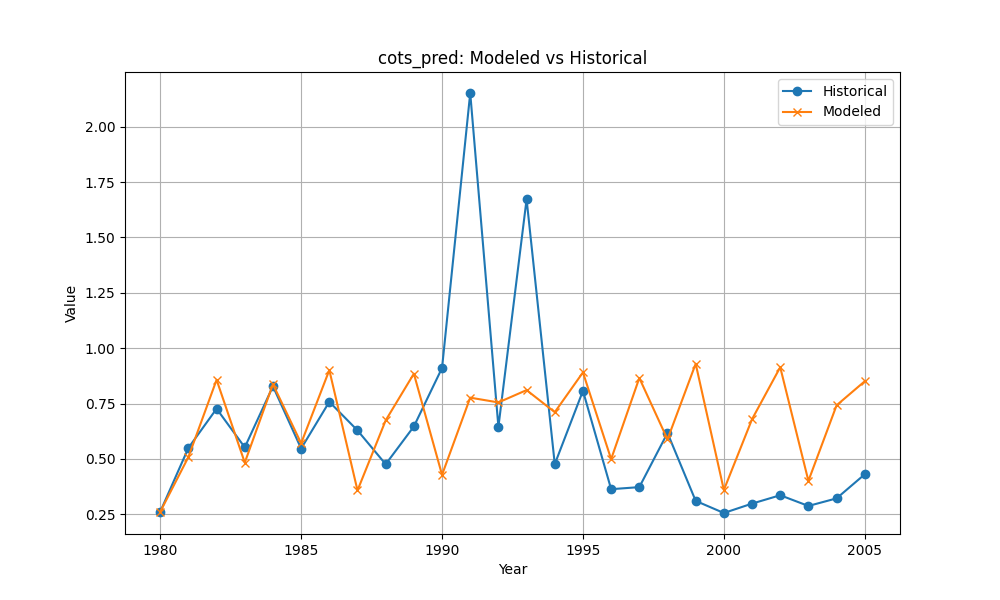 cots_pred: Modeled vs Historical
Historical
Modeled
Value
2.00
1.75
1.50
1.25
1.00
0.75
0.50
0.25
1980 1985 1990 1995 2000 2005
Year